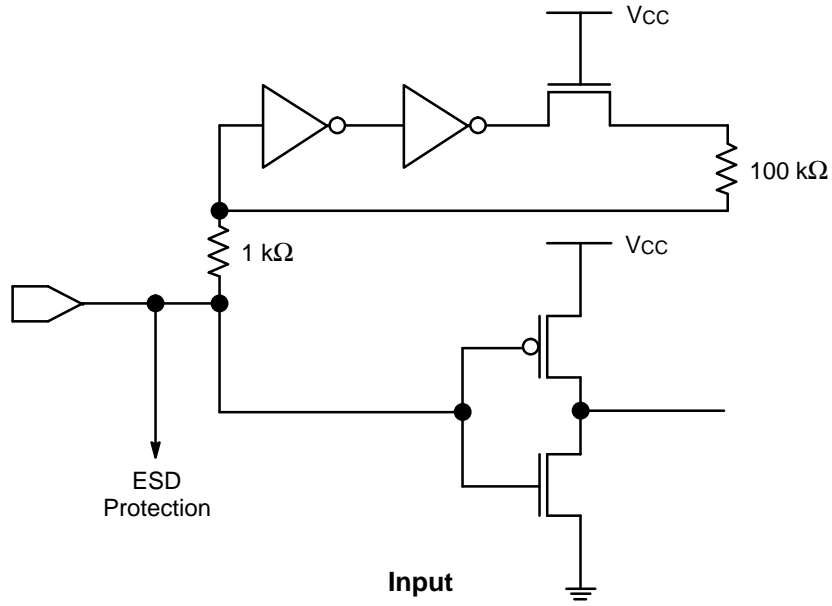 VCC
100 kΩ
1 kΩ
VCC
ESD
Protection
Input